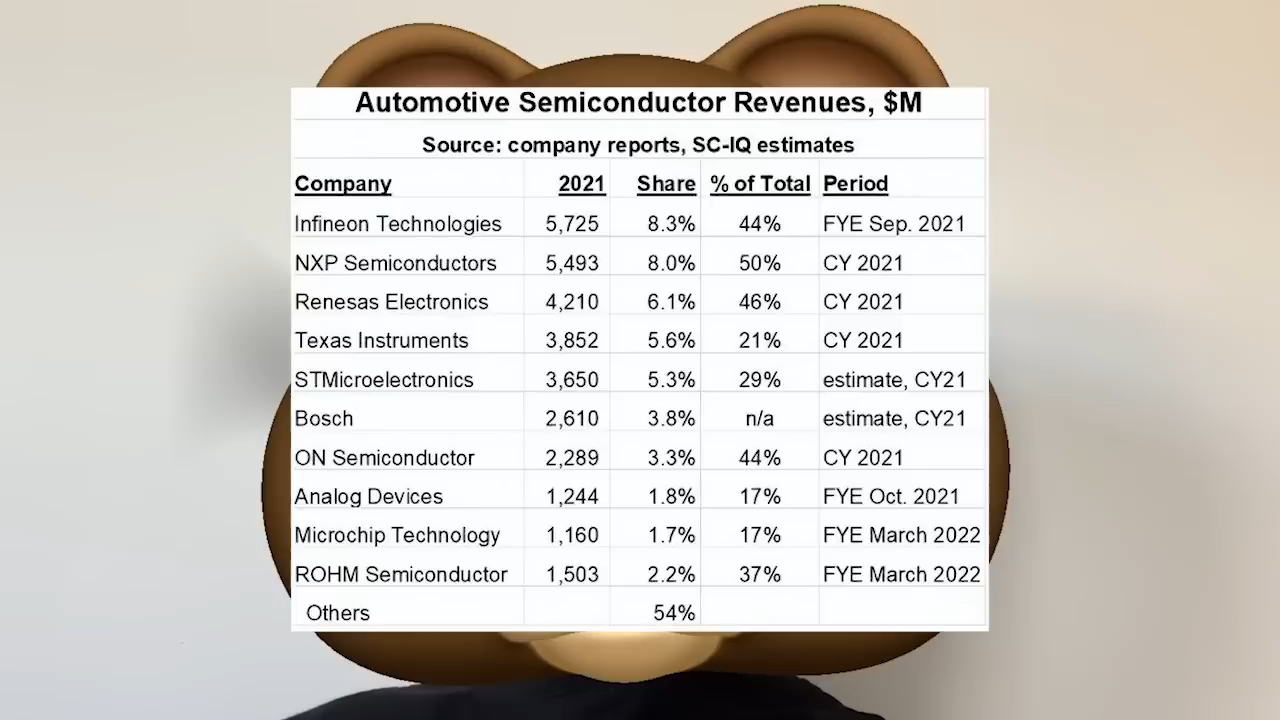 Automotive Semiconductor Revenues, $M
Source: company reports, SC-IQ estimates
Company 2021 Share % of Total Period
Infineon Technologies 5,725 8.3% 44% FYE Sep. 2021
NXP Semiconductors 5,493 8.0% 50% CY 2021
Renesas Electronics 4,210 6.1% 46% CY 2021
Texas Instruments 3,852 5.6% 21% CY 2021
STMicroelectronics 3,650 5.3% 29% estimate, CY21
Bosch 2,610 3.8% n/a estimate, CY21
ON Semiconductor 2,289 3.3% 44% CY 2021
Analog Devices 1,244 1.8% 17% FYE Oct. 2021
Microchip Technology 1,160 1.7% 17% FYE March 2022
ROHM Semiconductor 1,503 2.2% 37% FYE March 2022
Others 54%